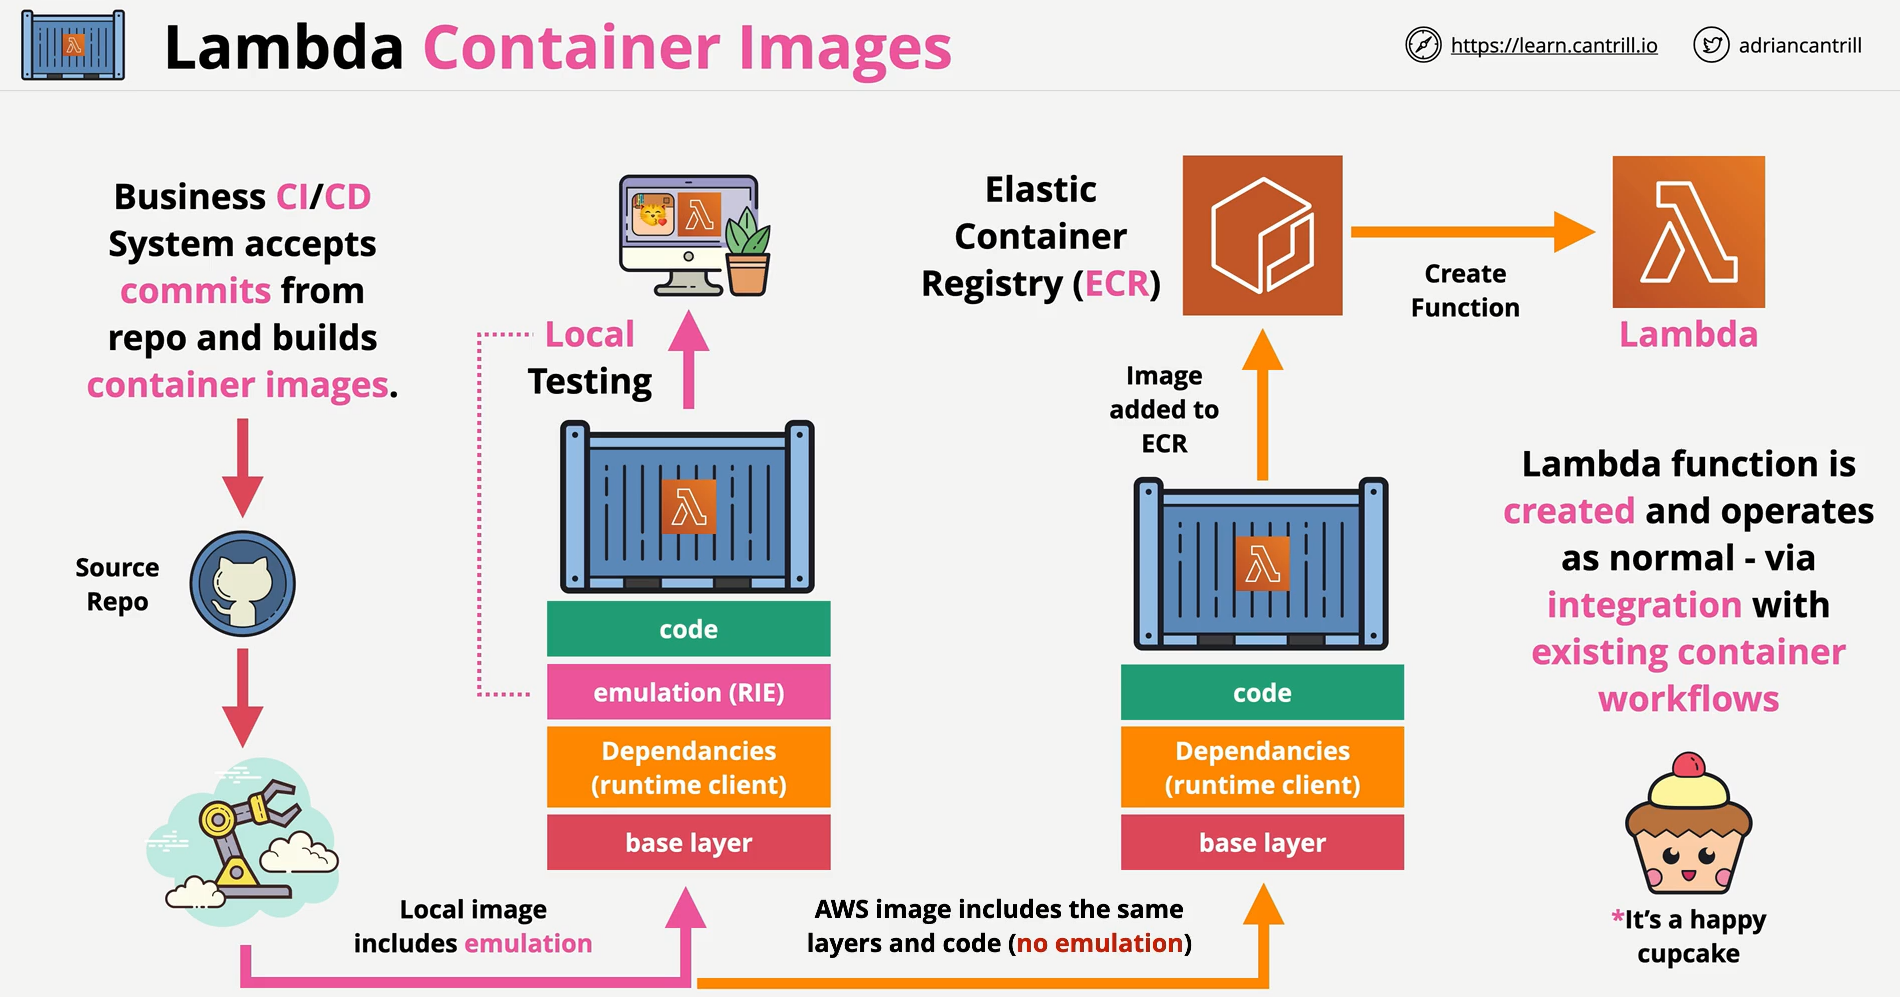 Lambda Container Images
https://learn.cantrill.io
adriancantrill
Business CI/CD
System accepts
commits from
repo and builds
container images.
Source
Repo
Local image
includes emulation
Local
Testing
code
emulation (RIE)
Dependancies
(runtime client)
base layer
AWS image includes the same
layers and code (no emulation)
Elastic
Container
Registry (ECR)
Image
added to
ECR
code
Dependancies
(runtime client)
base layer
Create
Function
Lambda
Lambda function is
created and operates
as normal - via
integration with
existing container
workflows
*It's a happy
cupcake